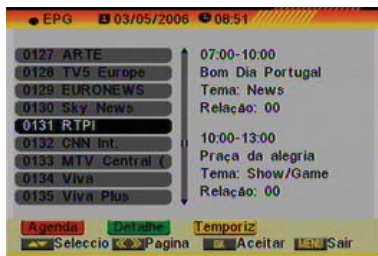 EPG 03/05/2006 08:51
0127 ARTE
0128 TV5 Europe
0129 EURONEWS
0130 Sky News
0131 RTPI
0132 CNN Int.
0133 MTV Central (
0134 Viva
0135 Viva Plus
07:00-10:00
Bom Dia Portugal
Tema: News
Relação: 00
10:00-13:00
Praça da alegria
Tema: Show/Game
Relação: 00
Agenda Detalhe Temporiz
Seleccio Pagina OK Aceitar MENU Sair